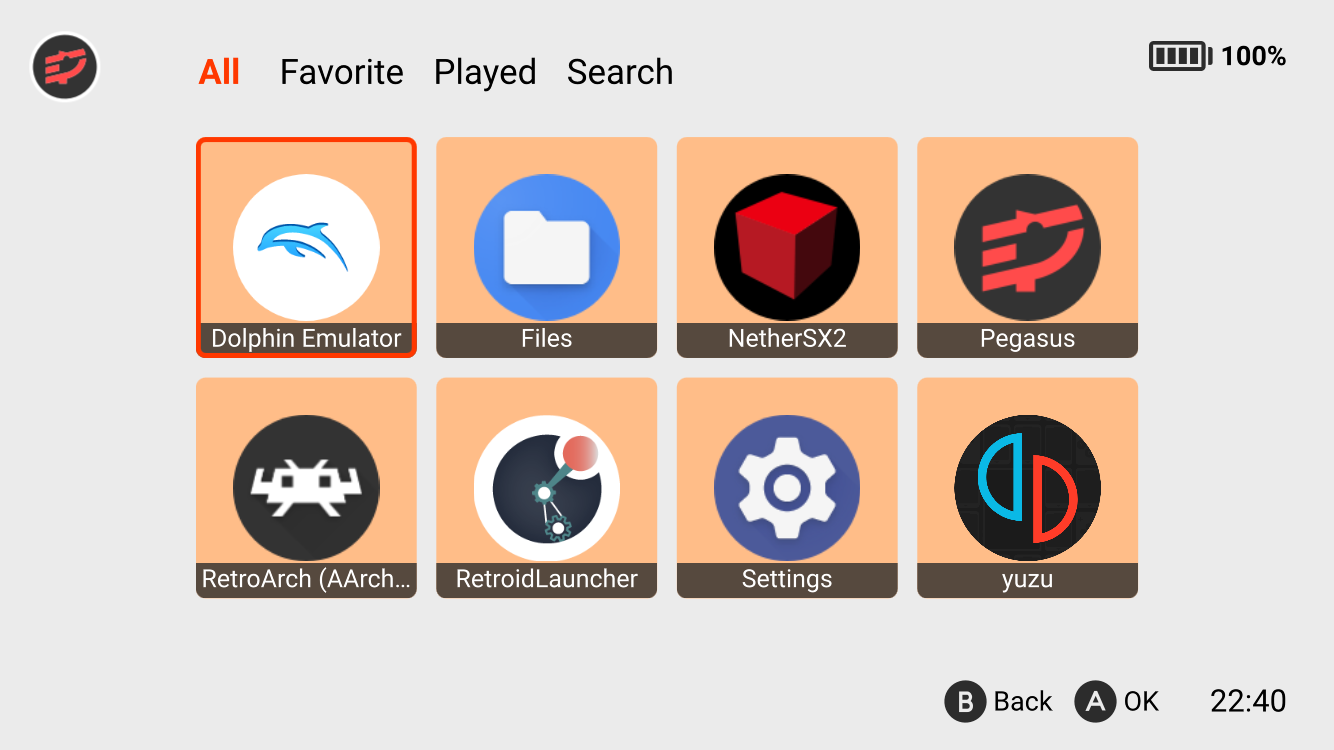 All Favorite Played Search
100%
Dolphin Emulator
Files
NetherSX2
Pegasus
RetroArch (AArch...
RetroidLauncher
Settings
yuzu
B Back A OK 22:40